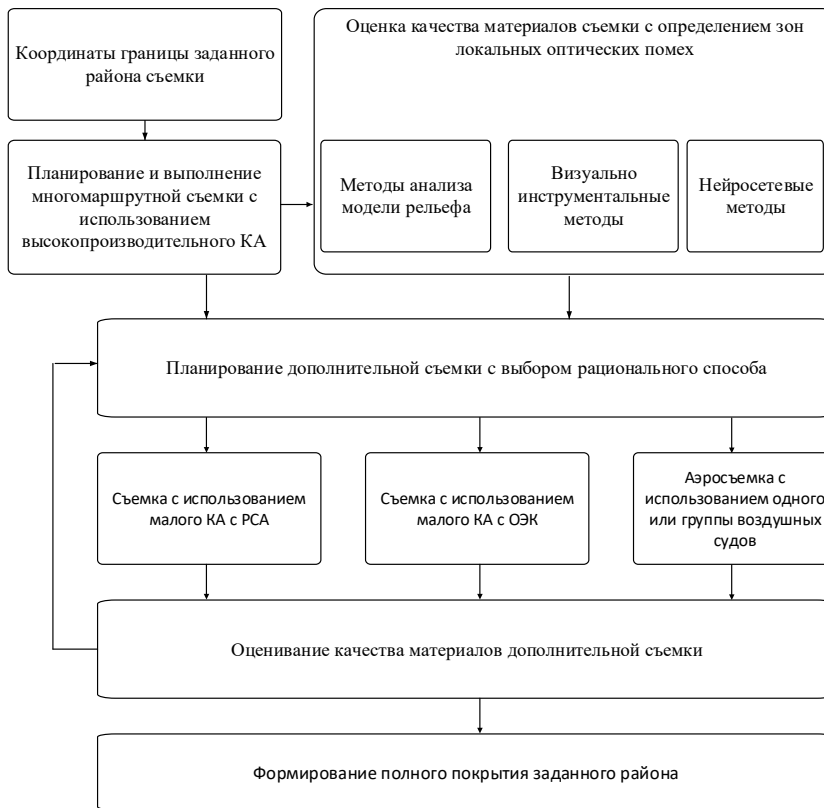 Координаты границы заданного
района съемки
Оценка качества материалов съемки с определением зон
локальных оптических помех
Планирование и выполнение
многомаршрутной съемки с
использованием
высокопроизводительного КА
Методы анализа
модели рельефа
Визуально
инструментальные
методы
Нейросетевые
методы
Планирование дополнительной съемки с выбором рационального способа
Съемка с использованием
малого КА с РСА
Съемка с использованием
малого КА с ОЭК
Аэросъемка с
использованием одного
или группы воздушных
судов
Оценивание качества материалов дополнительной съемки
Формирование полного покрытия заданного района